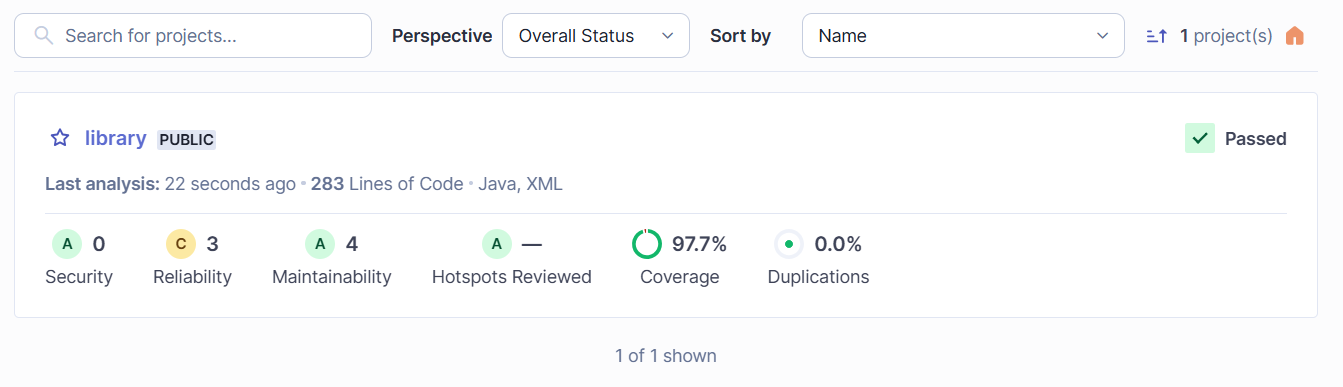 Search for projects... Perspective Overall Status Sort by Name 1 project(s)
library PUBLIC Passed
Last analysis: 22 seconds ago • 283 Lines of Code • Java, XML
A 0 C 3 A 4 A — 97.7% 0.0%
Security Reliability Maintainability Hotspots Reviewed Coverage Duplications
1 of 1 shown